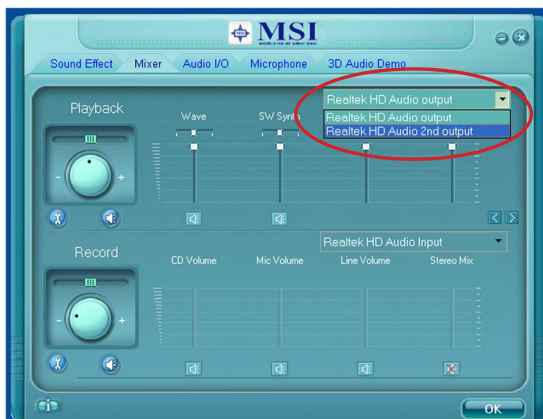 MSI
Sound Effect Mixer Audio I/O Microphone 3D Audio Demo
Playback
Realtek HD Audio output
Wave SW Synth
Realtek HD Audio output
Realtek HD Audio 2nd output
- +
Record
Realtek HD Audio Input
CD Volume Mic Volume Line Volume Stereo Mix
- +
OK